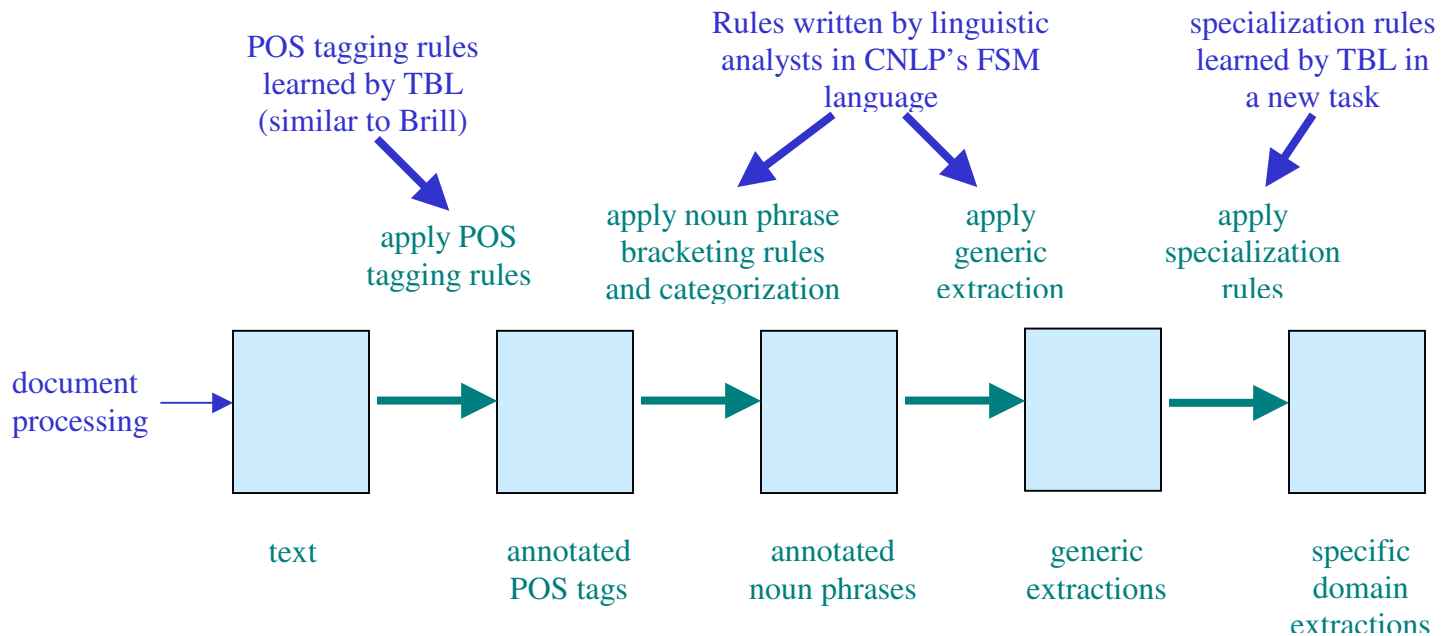 POS tagging rules
learned by TBL
(similar to Brill)
Rules written by linguistic
analysts in CNLP's FSM
language
specialization rules
learned by TBL in
a new task
apply POS
tagging rules
apply noun phrase
bracketing rules
and categorization
apply
generic
extraction
apply
specialization
rules
document
processing
text
annotated
POS tags
annotated
noun phrases
generic
extractions
specific
domain
extractions